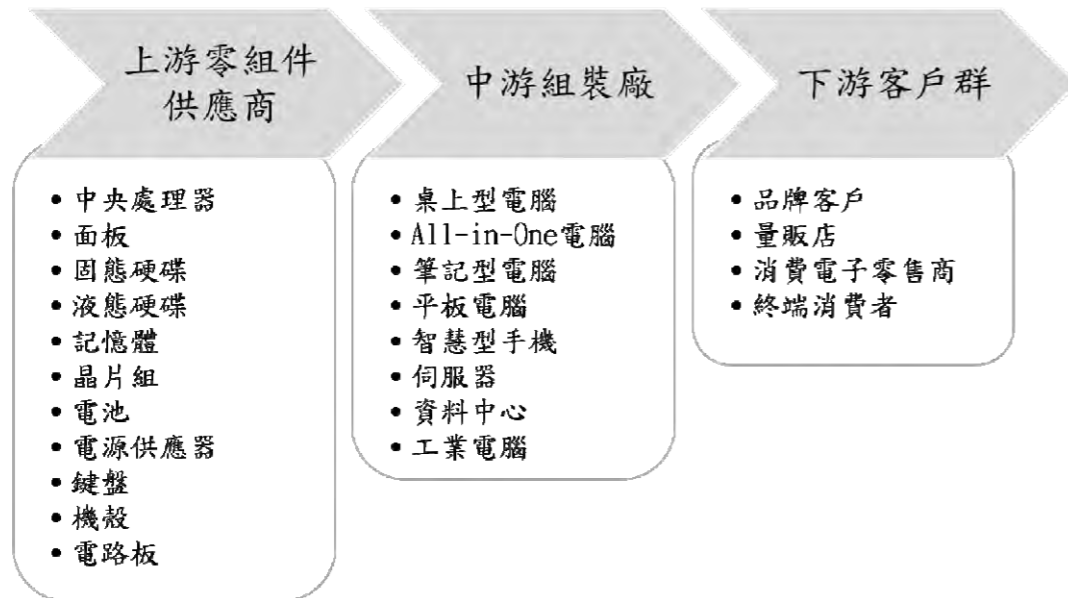 上游零組件
供應商
• 中央處理器
• 面板
• 固態硬碟
• 液態硬碟
• 記憶體
• 晶片組
• 電池
• 電源供應器
• 鍵盤
• 機殼
• 電路板
中游組裝廠
• 桌上型電腦
• All-in-One電腦
• 筆記型電腦
• 平板電腦
• 智慧型手機
• 伺服器
• 資料中心
• 工業電腦
下游客戶群
• 品牌客戶
• 量販店
• 消費電子零售商
• 終端消費者